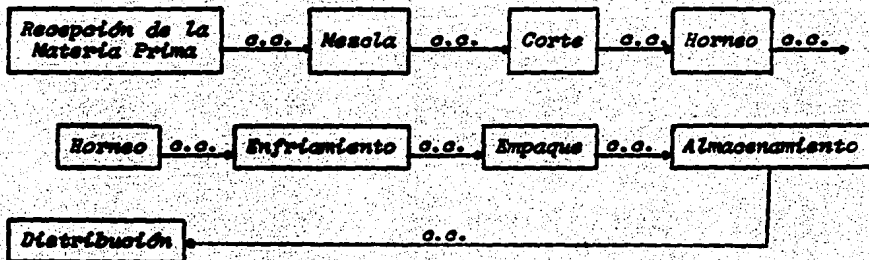 Recepción de la
Materia Prima
c.c.
Mezcla
c.c.
Corte
c.c.
Horneo
c.c.
Horneo
c.c.
Enfriamiento
c.c.
Empaque
c.c.
Almacenamiento
Distribución
c.c.